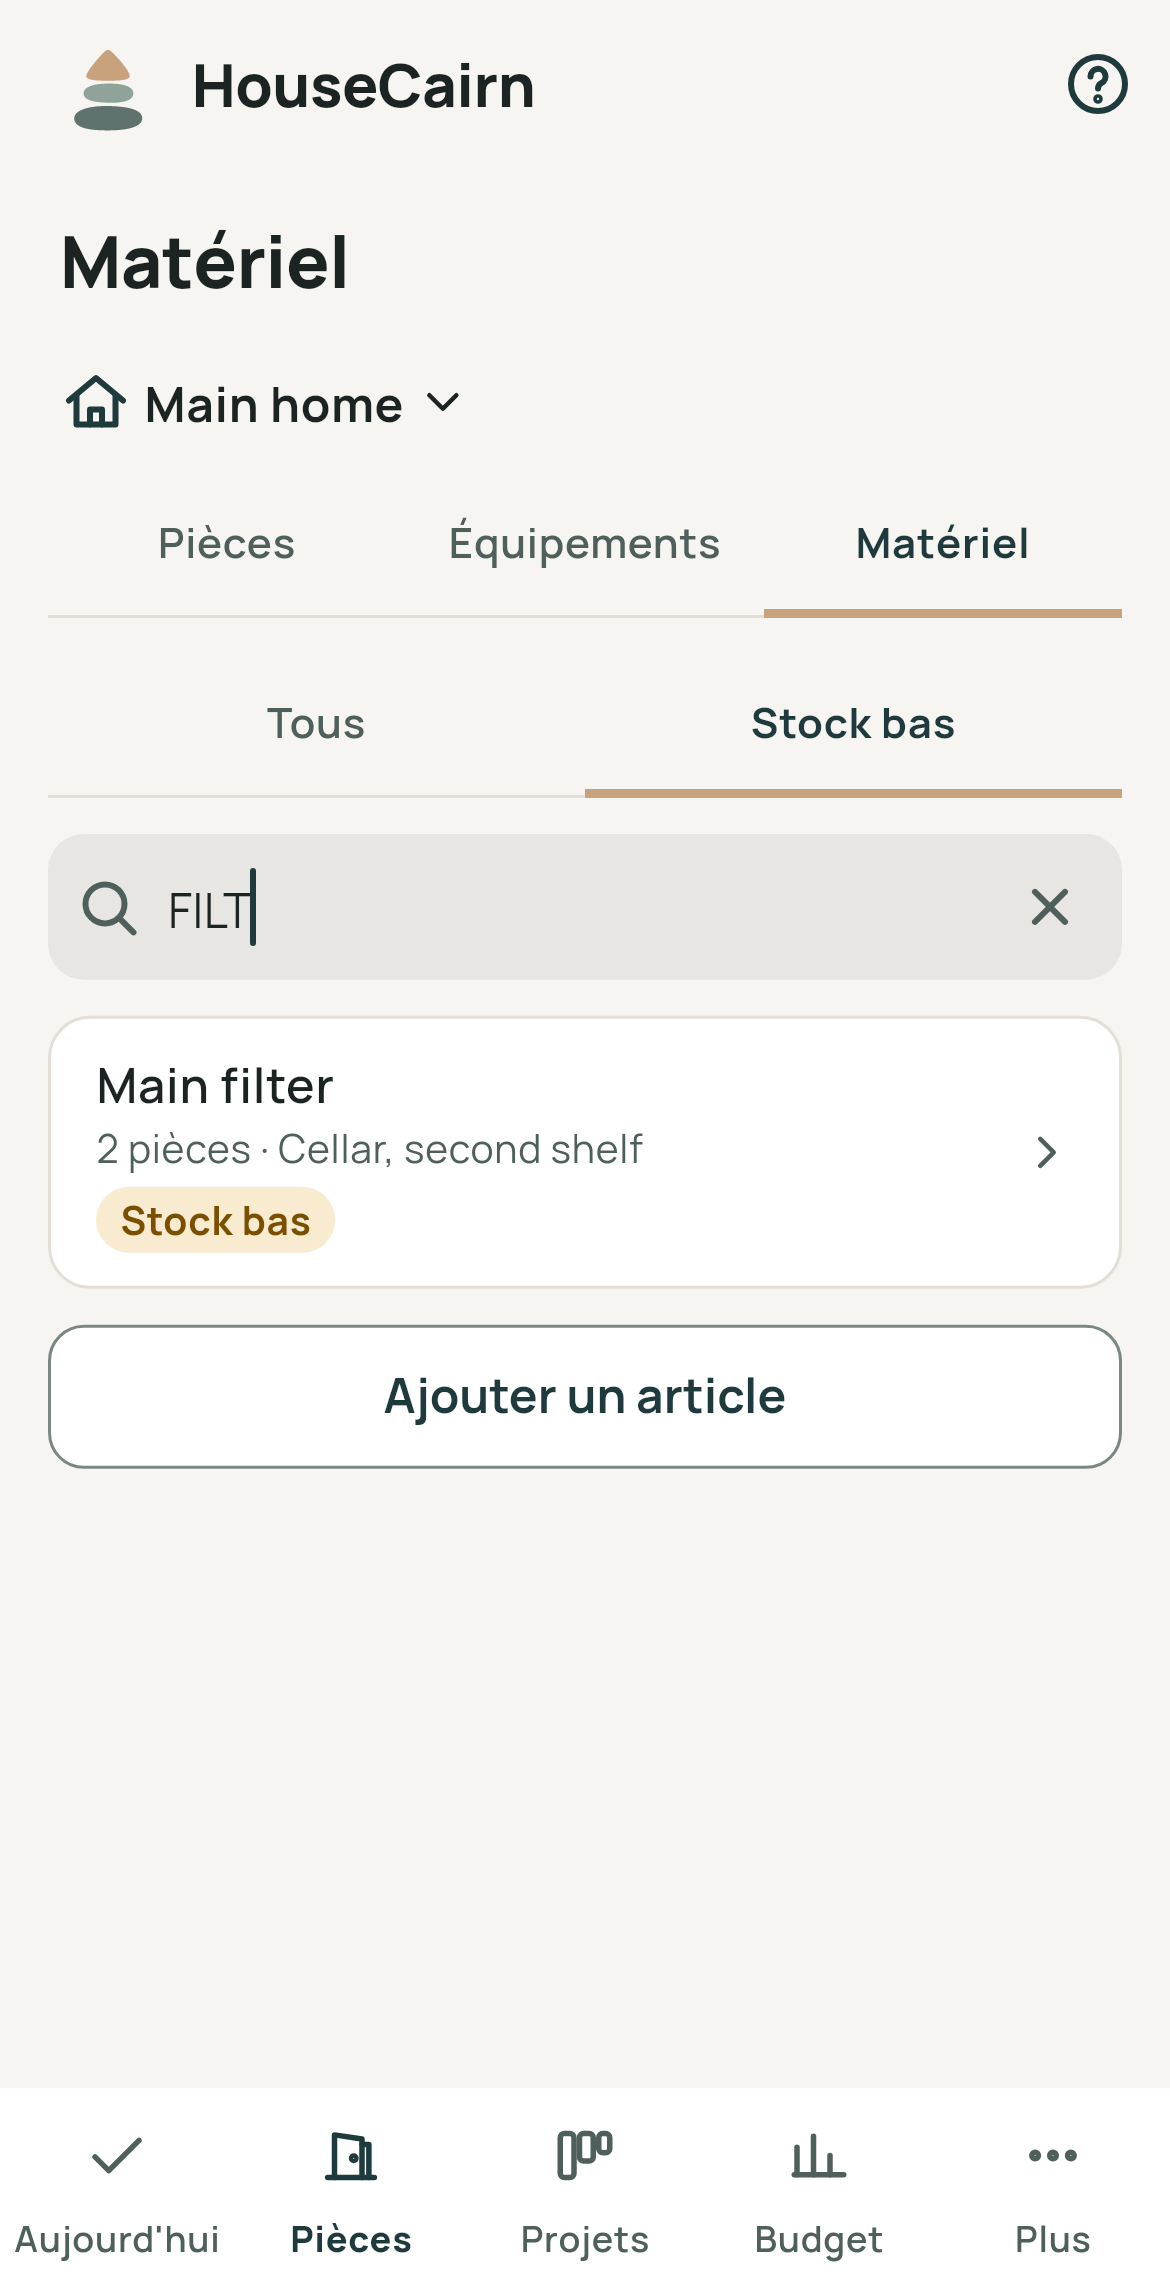 HouseCairn
Matériel
Main home
Pièces Équipements Matériel
Tous Stock bas
FILT
Main filter
2 pièces · Cellar, second shelf
Stock bas
Ajouter un article
Aujourd'hui Pièces Projets Budget Plus